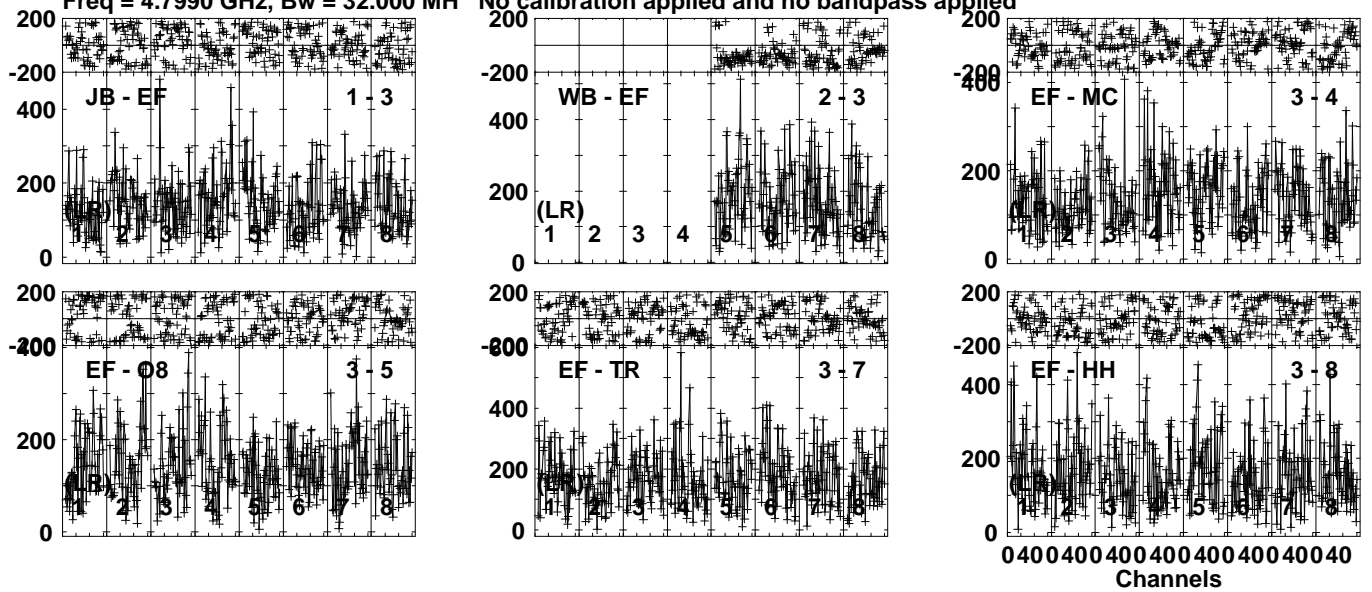 Freq = 4.7990 GHz, Bw = 32.000 MH No calibration applied and no bandpass applied
200 200 200
-200 -200 -200
JB - EF 1 - 3 WB - EF 2 - 3 EF - MC 3 - 4
400 400 400
200 200 200
(LR) (LR) (LR)
1 2 3 4 5 6 7 8 1 2 3 4 5 6 7 8 1 2 3 4 5 6 7 8
0 0 0
200 200 200
-200
EF - O8 3 - 5 EF - TR 3 - 7 EF - HH 3 - 8
400 400
200 200 200
(LR) (LR) (LR)
1 2 3 4 5 6 7 8 1 2 3 4 5 6 7 8 1 2 3 4 5 6 7 8
0 0 0
0 40 0 40 0 40 0 40 0 40 0 40 0 40 0 40
Channels